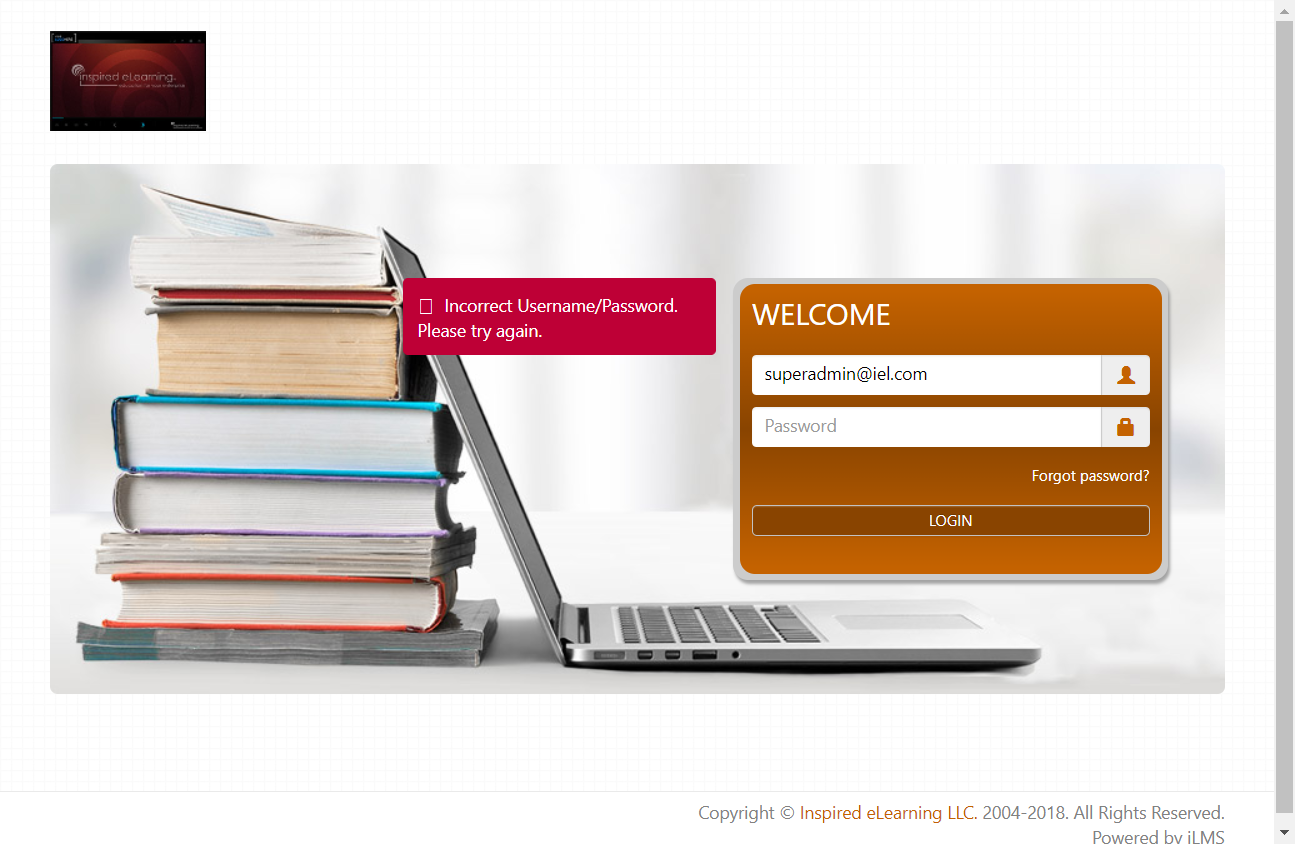 inspired eLearning.
Incorrect Username/Password.
Please try again.
WELCOME
superadmin@iel.com
Password
Forgot password?
LOGIN
Copyright © Inspired eLearning LLC. 2004-2018. All Rights Reserved.
Powered by iLMS